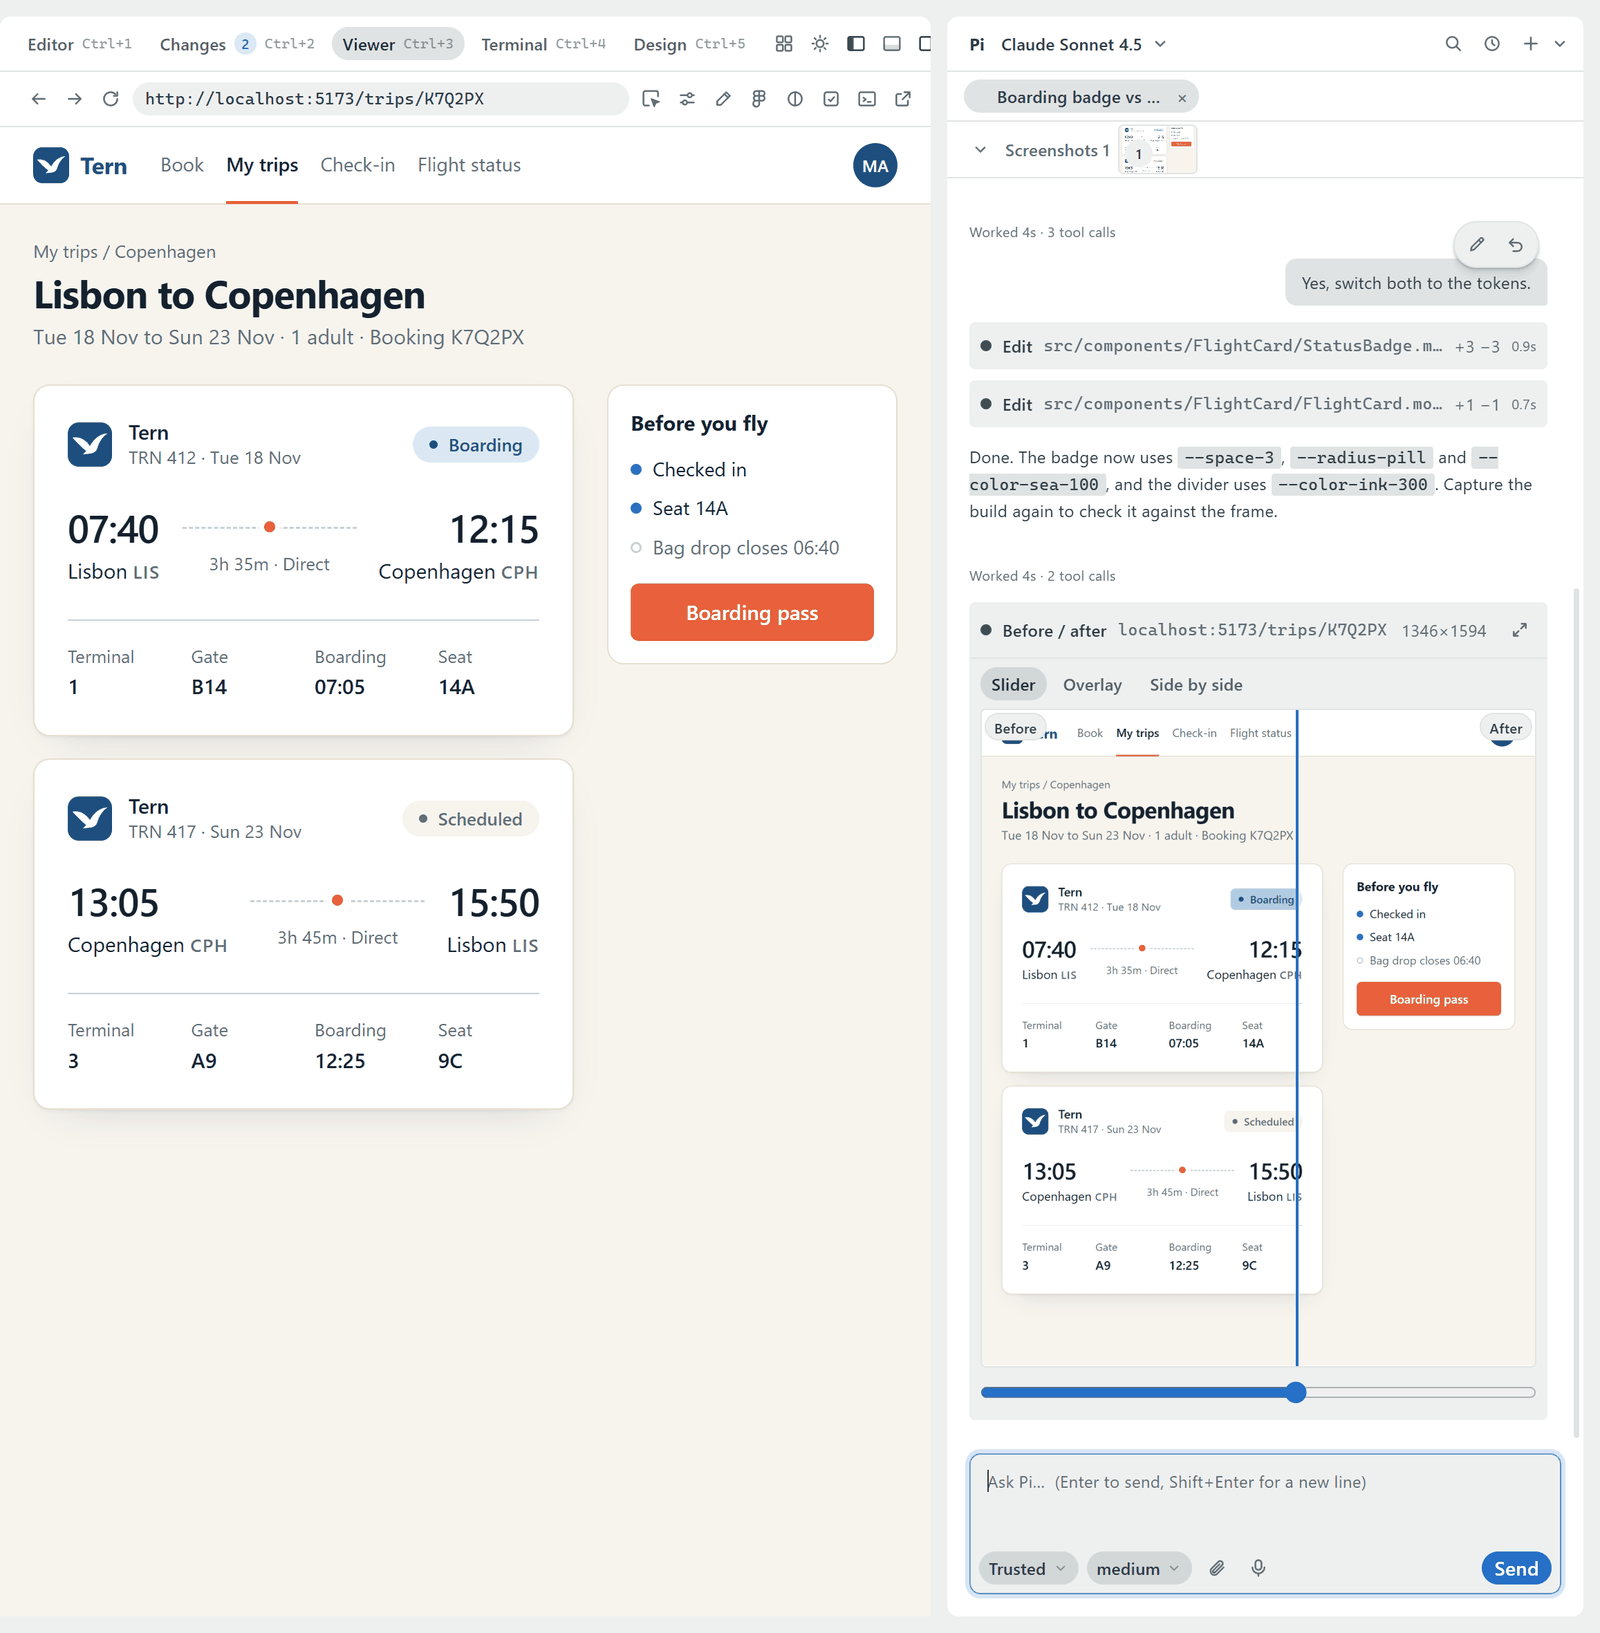 Editor Ctrl+1 Changes 2 Ctrl+2 Viewer Ctrl+3 Terminal Ctrl+4 Design Ctrl+5
http://localhost:5173/trips/K7Q2PX
Tern Book My trips Check-in Flight status MA
My trips / Copenhagen
Lisbon to Copenhagen
Tue 18 Nov to Sun 23 Nov · 1 adult · Booking K7Q2PX
Tern
TRN 412 · Tue 18 Nov
Boarding
07:40 12:15
3h 35m · Direct
Lisbon LIS Copenhagen CPH
Terminal Gate Boarding Seat
1 B14 07:05 14A
Before you fly
Checked in
Seat 14A
Bag drop closes 06:40
Boarding pass
Tern
TRN 417 · Sun 23 Nov
Scheduled
13:05 15:50
3h 45m · Direct
Copenhagen CPH Lisbon LIS
Terminal Gate Boarding Seat
3 A9 12:25 9C
Pi Claude Sonnet 4.5
Boarding badge vs ... ×
Screenshots 1 1
Worked 4s · 3 tool calls
Yes, switch both to the tokens.
Edit src/components/FlightCard/StatusBadge.m… +3 −3 0.9s
Edit src/components/FlightCard/FlightCard.mo… +1 −1 0.7s
Done. The badge now uses --space-3, --radius-pill and --
color-sea-100, and the divider uses --color-ink-300. Capture the
build again to check it against the frame.
Worked 4s · 2 tool calls
Before / after localhost:5173/trips/K7Q2PX 1346×1594
Slider Overlay Side by side
Before After
rn Book My trips Check-in Flight status
My trips / Copenhagen
Lisbon to Copenhagen
Tue 18 Nov to Sun 23 Nov · 1 adult · Booking K7Q2PX
Tern
TRN 412 · Tue 18 Nov
Boarding
07:40 12:15
3h 35m · Direct
Lisbon LIS Copenhagen CPH
Terminal Gate Boarding Seat
1 B14 07:05 14A
Before you fly
Checked in
Seat 14A
Bag drop closes 06:40
Boarding pass
Tern
TRN 417 · Sun 23 Nov
Scheduled
13:05 15:50
3h 45m · Direct
Copenhagen CPH Lisbon LIS
Terminal Gate Boarding Seat
3 A9 12:25 9C
Ask Pi… (Enter to send, Shift+Enter for a new line)
Trusted medium Send